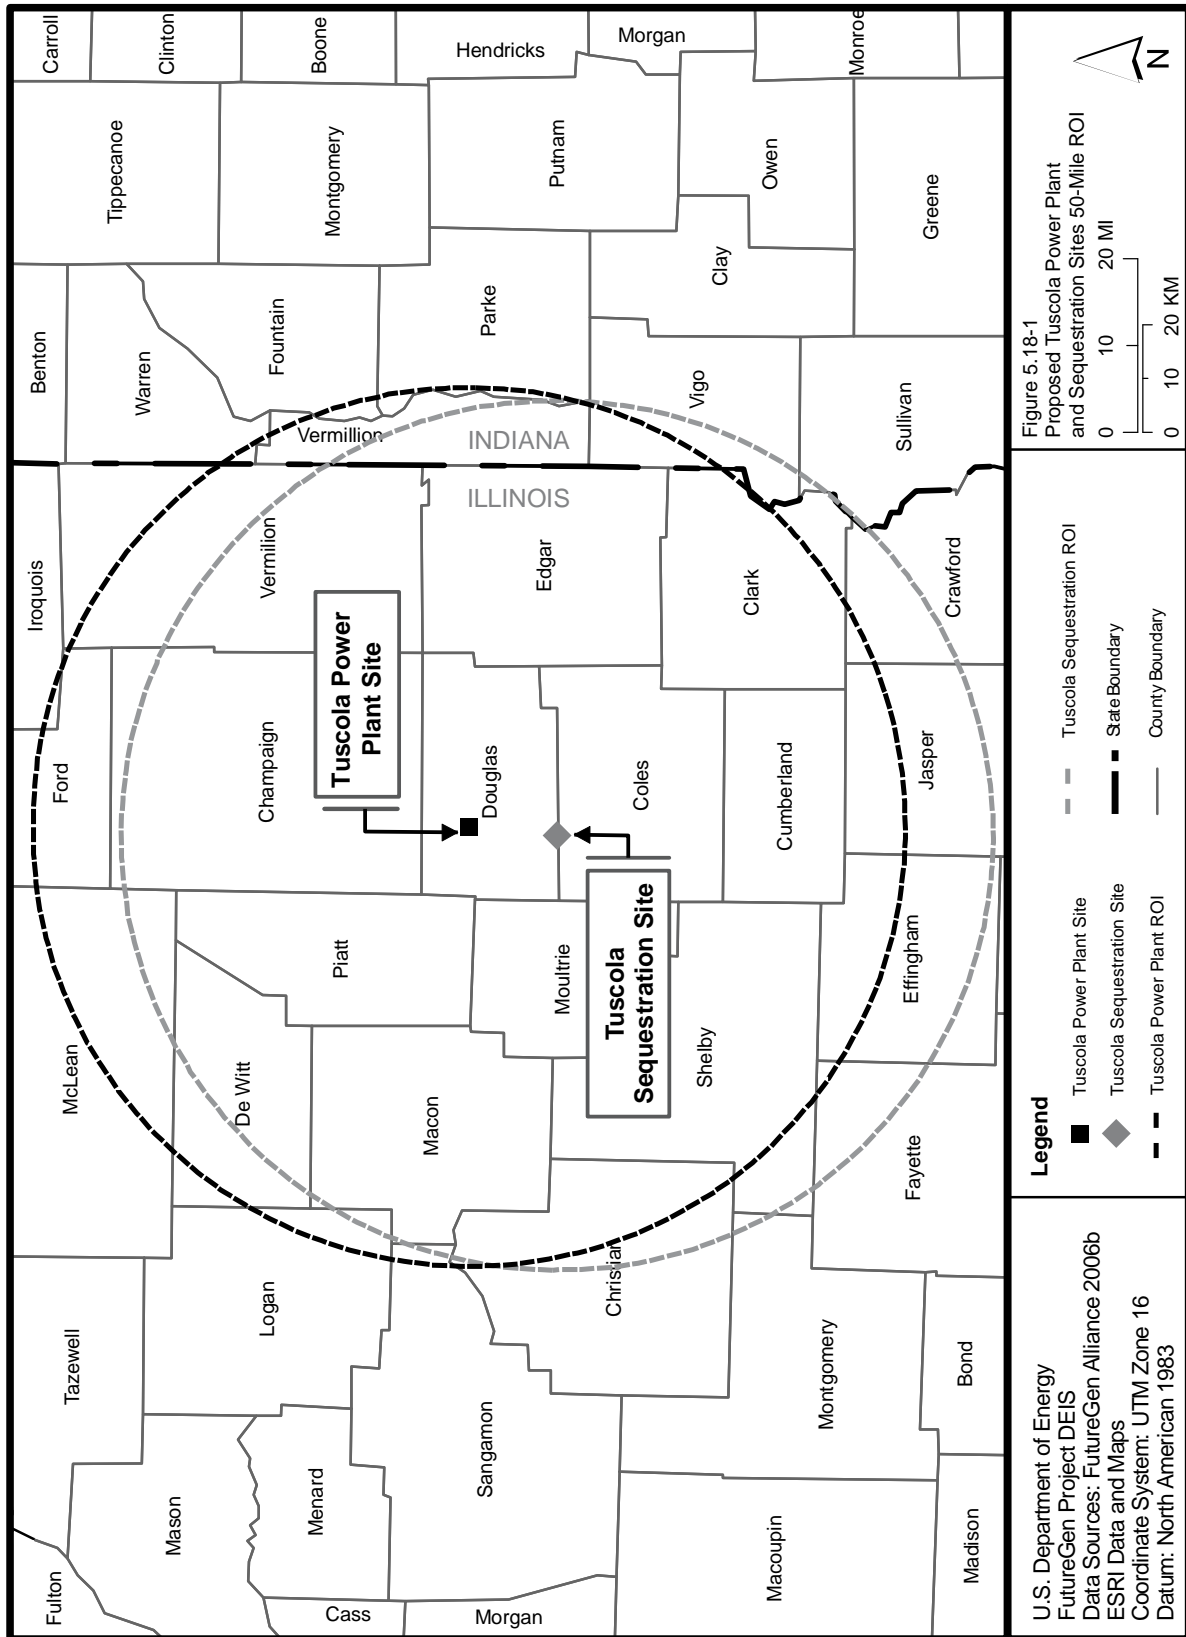 Fulton
Tazewell
McLean
Ford
Iroquois
Benton
Carroll
Mason
Logan
De Witt
Piatt
Champaign
Vermilion
Warren
Tippecanoe
Clinton
Menard
Macon
Fountain
Vermillion
Montgomery
Boone
Cass
Tuscola Power
Plant Site
Douglas
Edgar
ILLINOIS
INDIANA
Parke
Putnam
Hendricks
Morgan
Sangamon
Christian
Moultrie
Coles
Tuscola
Sequestration Site
Shelby
Clark
Vigo
Clay
Owen
Morgan
Macoupin
Montgomery
Cumberland
Monroe
Madison
Bond
Fayette
Effingham
Jasper
Crawford
Sullivan
Greene
U.S. Department of Energy
FutureGen Project DEIS
Data Sources: FutureGen Alliance 2006b
ESRI Data and Maps
Coordinate System: UTM Zone 16
Datum: North American 1983
Legend
Tuscola Power Plant Site
Tuscola Sequestration Site
Tuscola Power Plant ROI
Tuscola Sequestration ROI
State Boundary
County Boundary
Figure 5.18-1
Proposed Tuscola Power Plant
and Sequestration Sites 50-Mile ROI
0 10 20 MI
0 10 20 KM
N